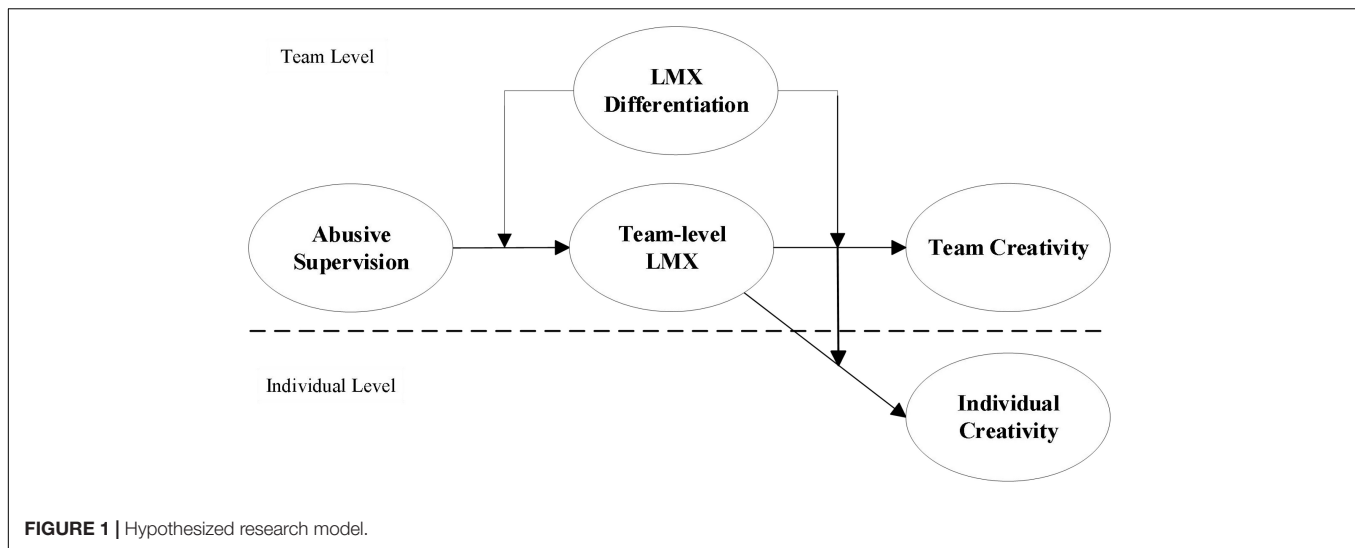 Team Level
LMX
Differentiation
Abusive
Supervision
Team-level
LMX
Team Creativity
Individual Level
Individual
Creativity
FIGURE 1 | Hypothesized research model.